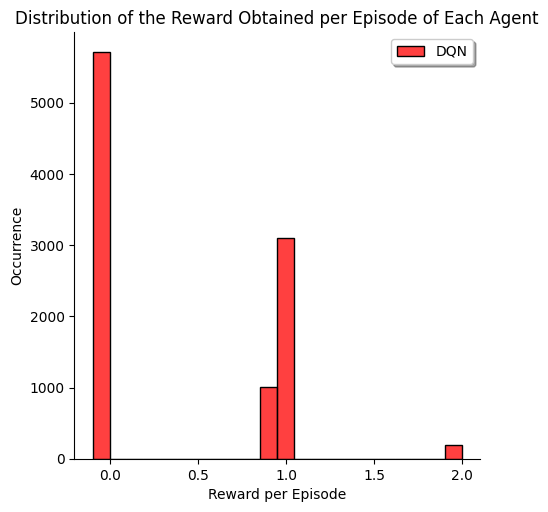 Distribution of the Reward Obtained per Episode of Each Agent
DQN
5000
4000
3000
2000
1000
0
Occurrence
0.0 0.5 1.0 1.5 2.0
Reward per Episode